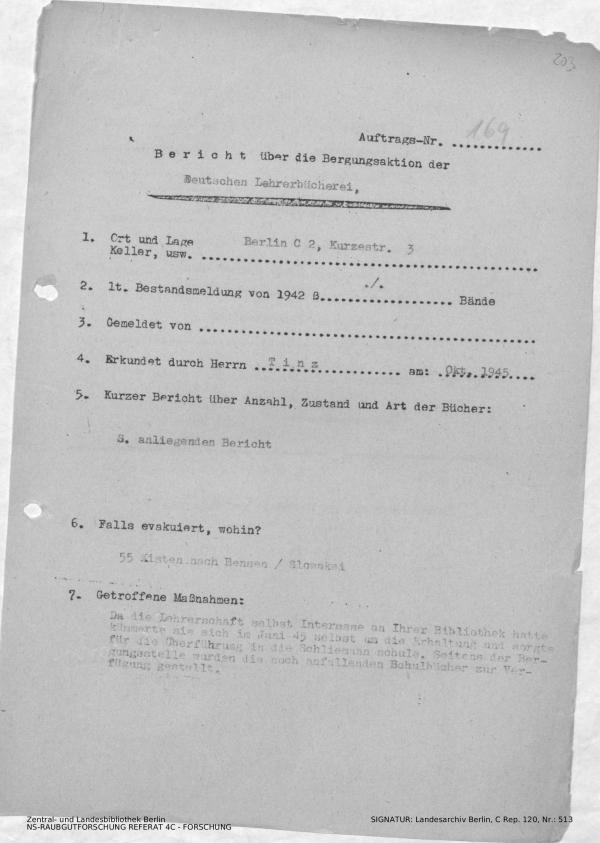 203
Auftrags-Nr. 169
B e r i c h t über die Bergungsaktion der
Deutschen Lehrerbücherei,
1. Ort und Lage Berlin C 2, Kurzestr. 3
Keller, usw. ................................................
2. lt. Bestandsmeldung von 1942 ß......./........... Bände
3. Gemeldet von ................................................
4. Erkundet durch Herrn ..T i n z............ am: ..Okt. 1945....
5. Kurzer Bericht über Anzahl, Zustand und Art der Bücher:
S. anliegenden Bericht
6. Falls evakuiert, wohin?
55 Kisten nach Bensen / Slowakei
7. Getroffene Maßnahmen:
Da die Lehrerschaft selbst Interesse an Ihrer Bibliothek hatte
kümmerte sie sich im Juni 45 selbst um die Erhaltung und sorgte
für die Überführung in die Schliemann schule. Seitens der Ber-
gungsstelle wurden die noch anfallenden Schulbücher zur Ver-
fügung gestellt.
Zentral- und Landesbibliothek Berlin
NS-RAUBGUTFORSCHUNG REFERAT 4C - FORSCHUNG
SIGNATUR: Landesarchiv Berlin, C Rep. 120, Nr.: 513